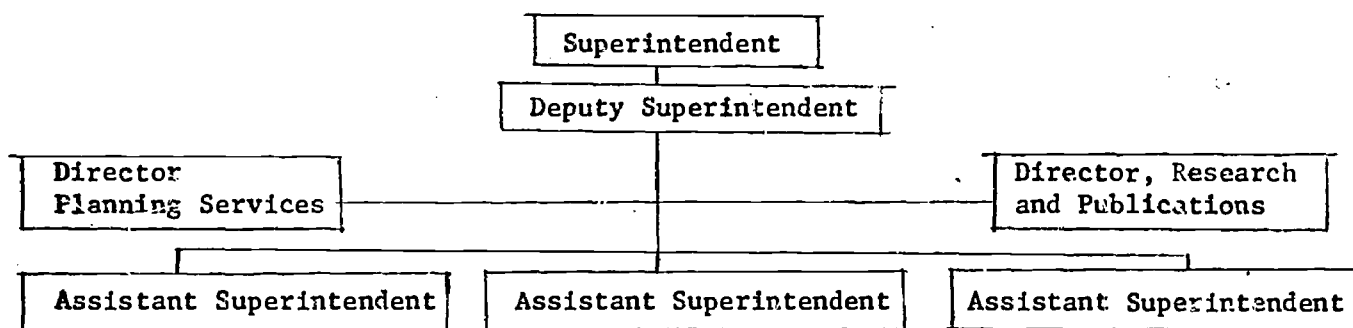 Superintendent
Deputy Superintendent
Director
Planning Services
Director, Research
and Publications
Assistant Superintendent
Assistant Superintendent
Assistant Superintendent